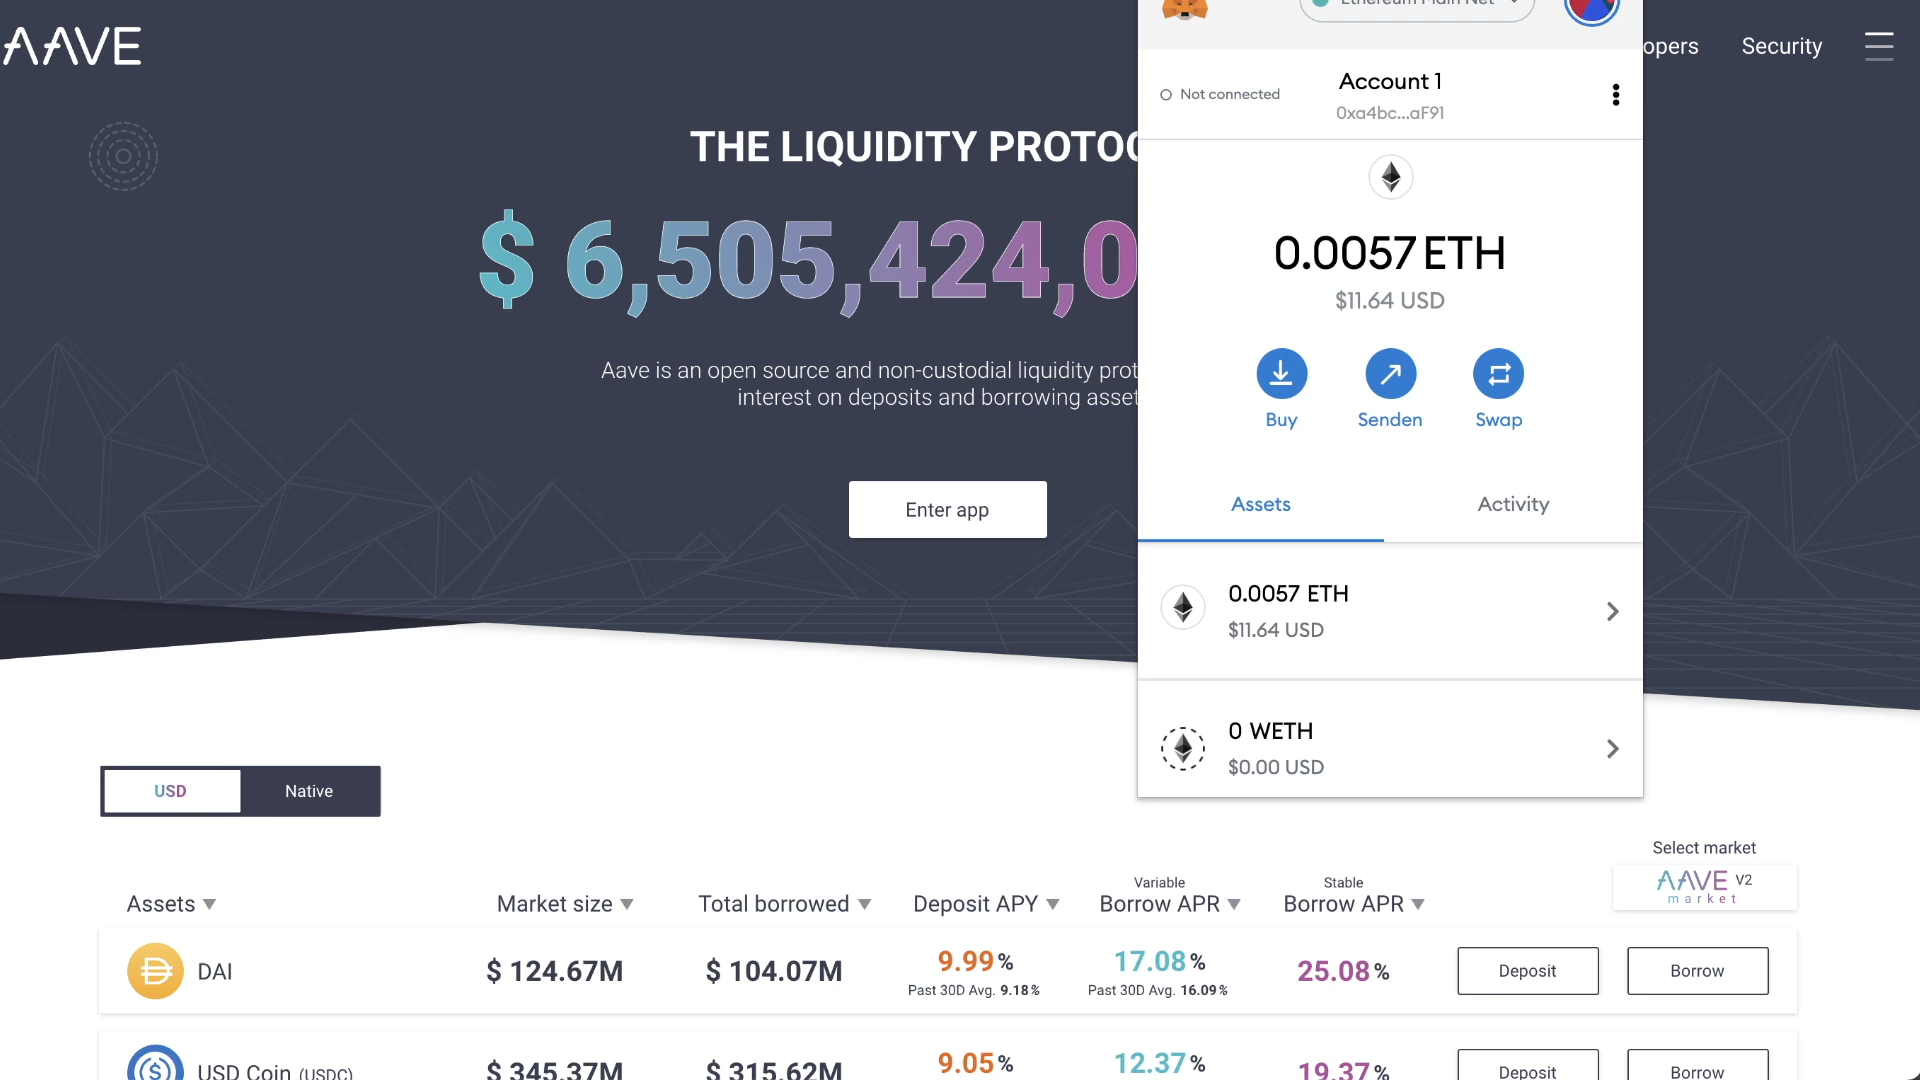 AAVE
opers
Security
Ethereum Main Net
Not connected
Account 1
0xa4bc...aF91
THE LIQUIDITY PROTOC
$ 6,505,424,0
0.0057 ETH
$11.64 USD
Aave is an open source and non-custodial liquidity prot
interest on deposits and borrowing asset
Buy
Senden
Swap
Enter app
Assets
Activity
0.0057 ETH
$11.64 USD
0 WETH
$0.00 USD
USD
Native
Select market
AAVE V2
market
Assets
Market size
Total borrowed
Deposit APY
Variable
Borrow APR
Stable
Borrow APR
DAI
$ 124.67M
$ 104.07M
9.99 %
Past 30D Avg. 9.18 %
17.08 %
Past 30D Avg. 16.09 %
25.08 %
Deposit
Borrow
USD Coin (USDC)
$ 345.37M
$ 315.62M
9.05 %
12.37 %
19.37 %
Deposit
Borrow